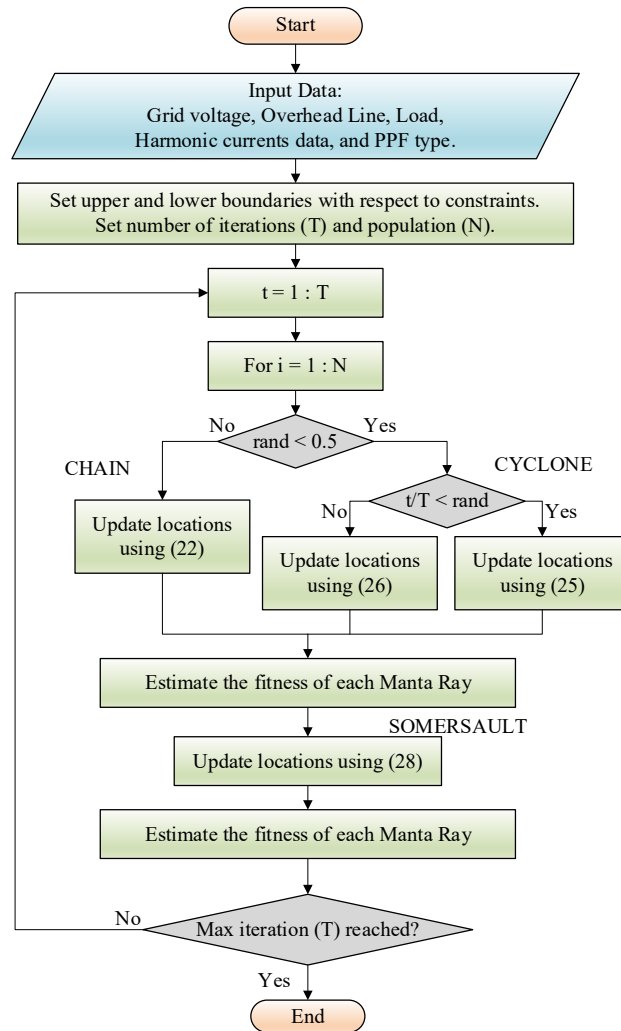 Start
Input Data:
Grid voltage, Overhead Line, Load,
Harmonic currents data, and PPF type.
Set upper and lower boundaries with respect to constraints.
Set number of iterations (T) and population (N).
t = 1 : T
For i = 1 : N
No
rand < 0.5
Yes
CHAIN
CYCLONE
t/T < rand
No
Yes
Update locations
using (22)
Update locations
using (26)
Update locations
using (25)
Estimate the fitness of each Manta Ray
SOMERSAULT
Update locations using (28)
Estimate the fitness of each Manta Ray
No
Max iteration (T) reached?
Yes
End